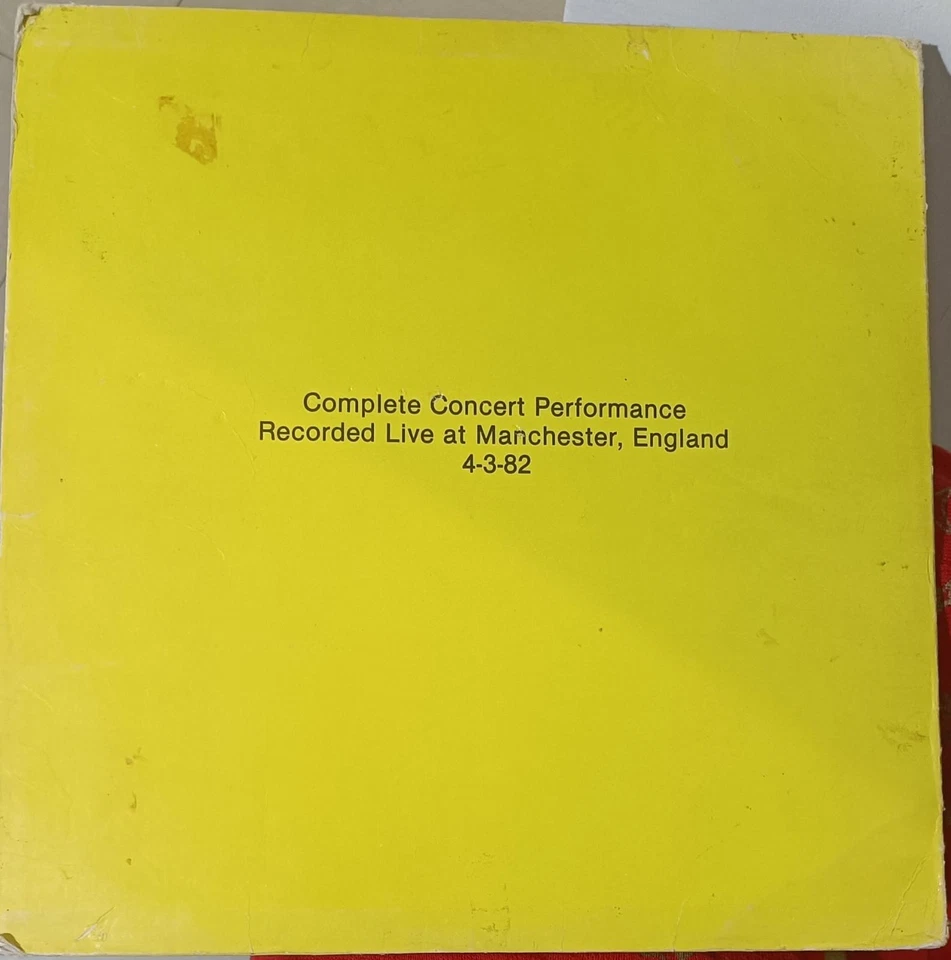 Complete Concert Performance
Recorded Live at Manchester, England
4-3-82